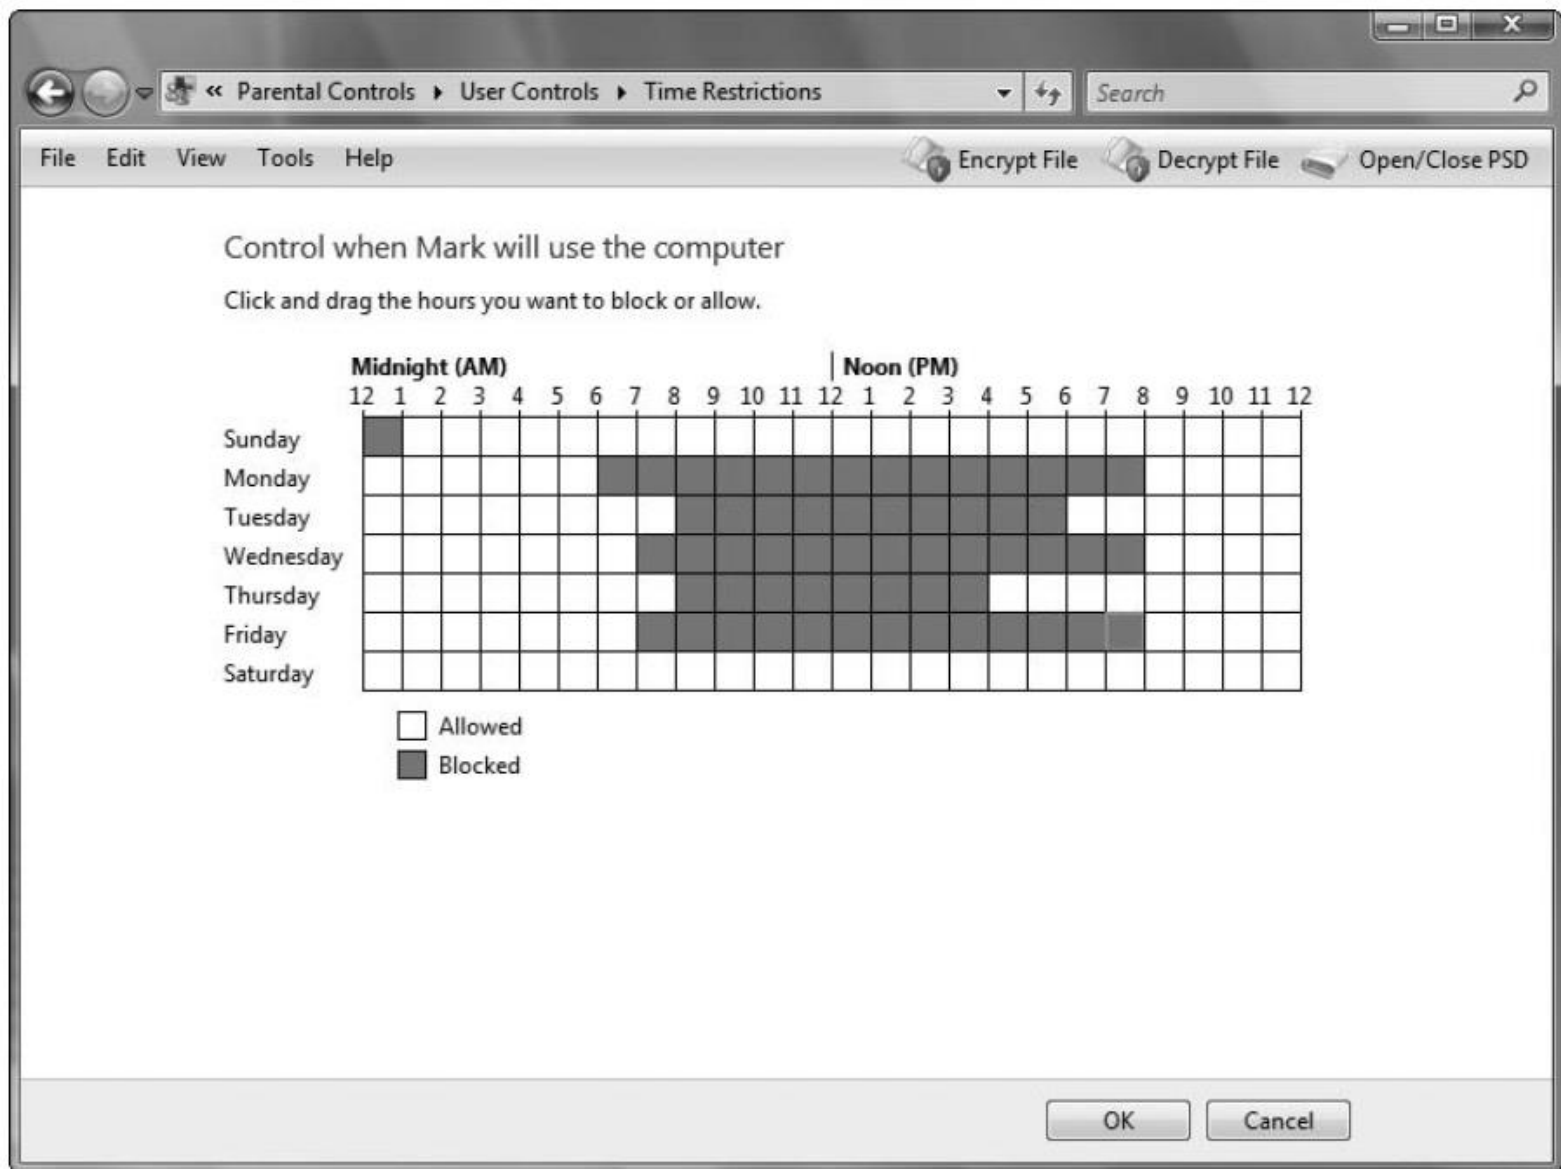 « Parental Controls ▸ User Controls ▸ Time Restrictions Search
File Edit View Tools Help Encrypt File Decrypt File Open/Close PSD
Control when Mark will use the computer
Click and drag the hours you want to block or allow.
Midnight (AM) Noon (PM)
12 1 2 3 4 5 6 7 8 9 10 11 12 1 2 3 4 5 6 7 8 9 10 11 12
Sunday
Monday
Tuesday
Wednesday
Thursday
Friday
Saturday
Allowed
Blocked
OK Cancel